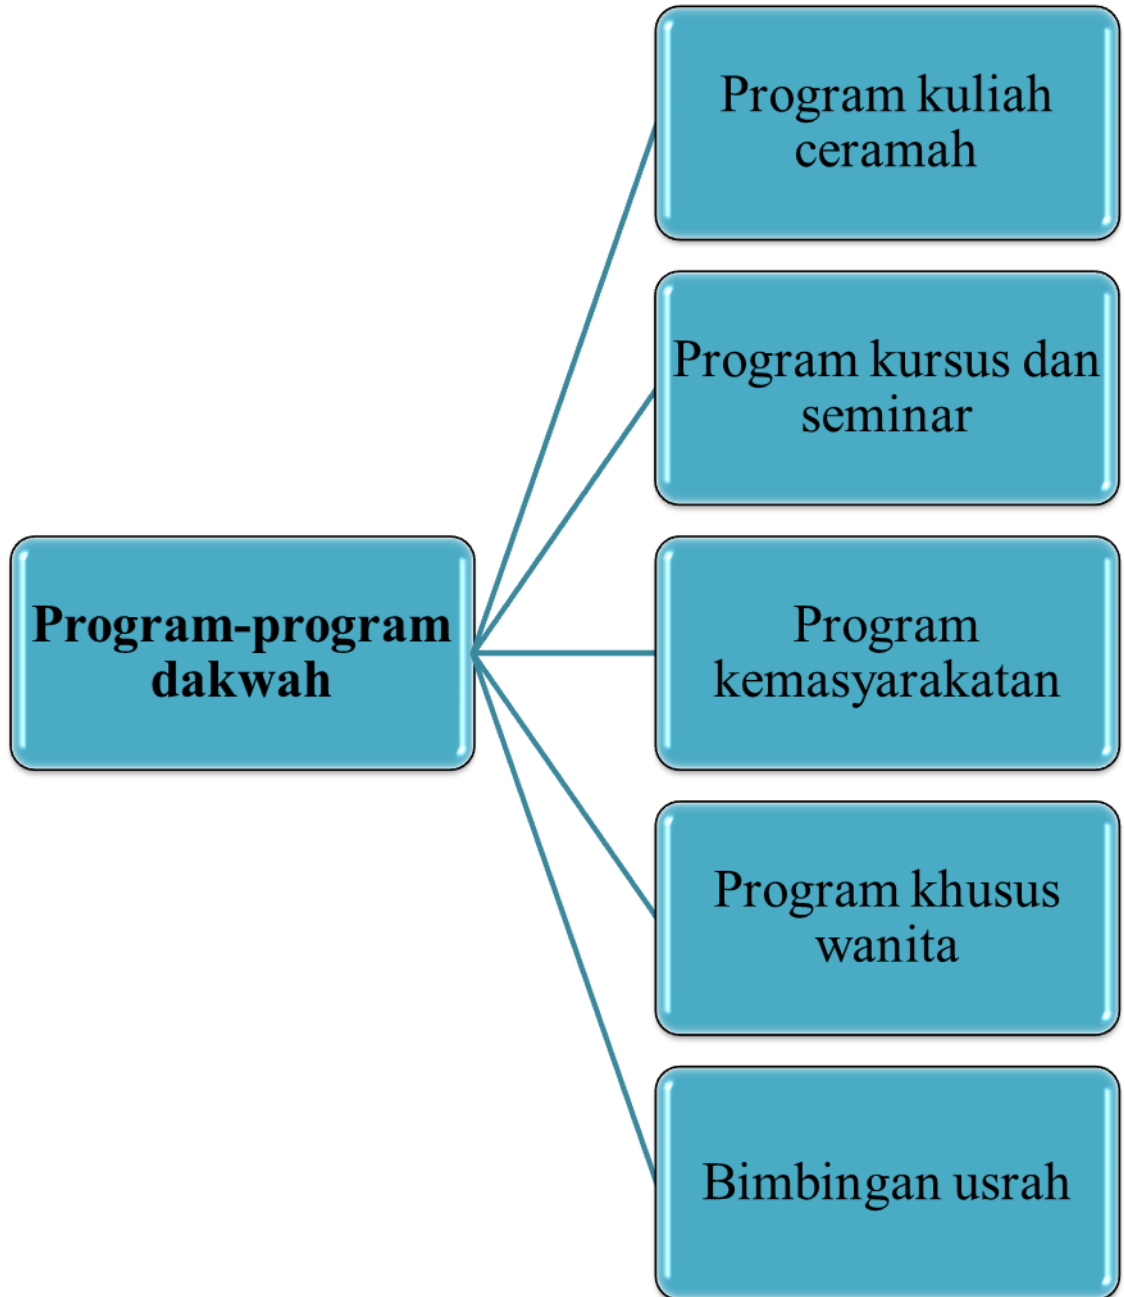 Program-program
dakwah
Program kuliah
ceramah
Program kursus dan
seminar
Program
kemasyarakatan
Program khusus
wanita
Bimbingan usrah